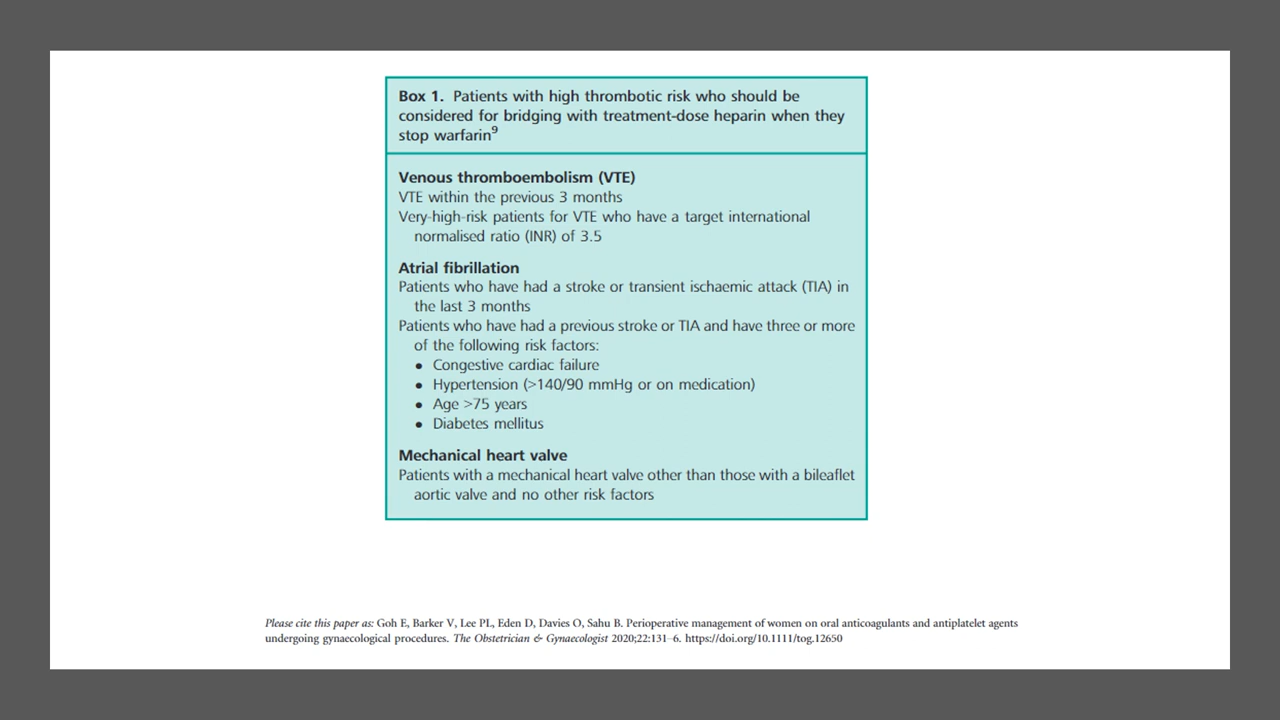 Box 1. Patients with high thrombotic risk who should be
considered for bridging with treatment-dose heparin when they
stop warfarin9
Venous thromboembolism (VTE)
VTE within the previous 3 months
Very-high-risk patients for VTE who have a target international
normalised ratio (INR) of 3.5
Atrial fibrillation
Patients who have had a stroke or transient ischaemic attack (TIA) in
the last 3 months
Patients who have had a previous stroke or TIA and have three or more
of the following risk factors:
• Congestive cardiac failure
• Hypertension (>140/90 mmHg or on medication)
• Age >75 years
• Diabetes mellitus
Mechanical heart valve
Patients with a mechanical heart valve other than those with a bileaflet
aortic valve and no other risk factors
Please cite this paper as: Goh E, Barker V, Lee PL, Eden D, Davies O, Sahu B. Perioperative management of women on oral anticoagulants and antiplatelet agents
undergoing gynaecological procedures. The Obstetrician & Gynaecologist 2020;22:131–6. https://doi.org/10.1111/tog.12650